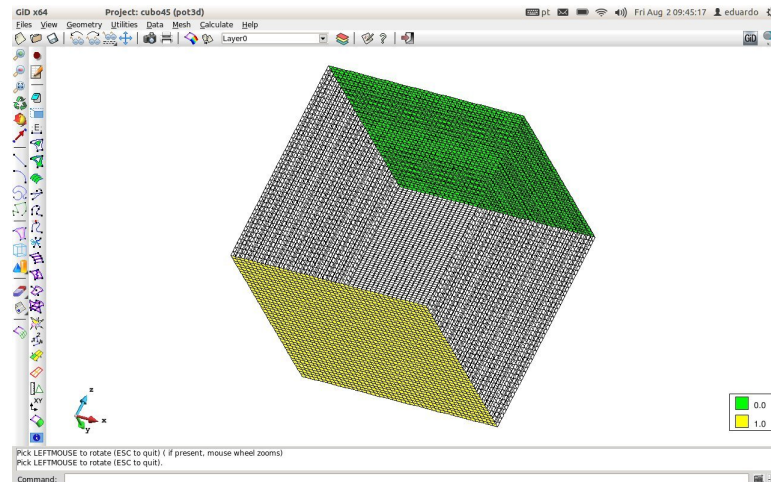 GiD x64 Project: cubo45 (pot3d) pt Fri Aug 2 09:45:17 eduardo
Files View Geometry Utilities Data Mesh Calculate Help
Layer0
GiD
E
XY
z
x
y
0.0
1.0
Pick LEFTMOUSE to rotate (ESC to quit) ( if present, mouse wheel zooms)
Pick LEFTMOUSE to rotate (ESC to quit).
Command: